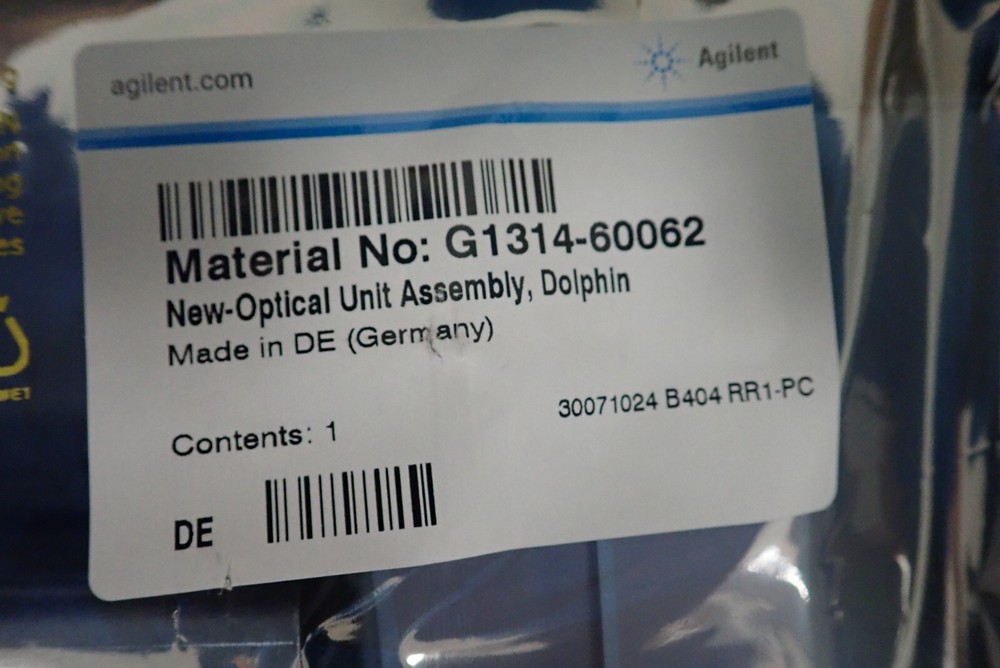 agilent.com
Agilent
Material No: G1314-60062
New-Optical Unit Assembly, Dolphin
Made in DE (Germany)
30071024 B404 RR1-PC
Contents: 1
DE